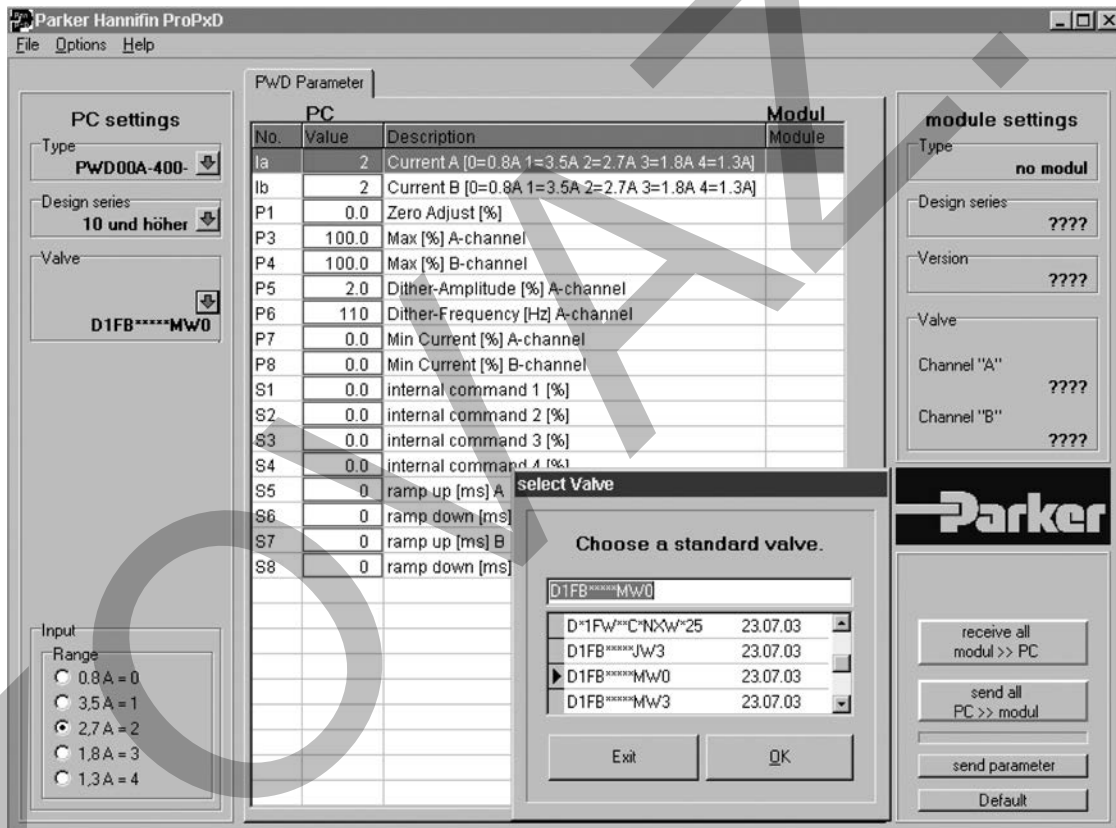 Parker Hannifin ProPxD
File Options Help
PC settings
Type
PWD00A-400-
Design series
10 und höher
Valve
D1FB*****MW0
Input
Range
0.8 A = 0
3,5 A = 1
2,7 A = 2
1,8 A = 3
1,3 A = 4
PWD Parameter
PC Modul
No. Value Description Module
Ia 2 Current A [0=0.8A 1=3.5A 2=2.7A 3=1.8A 4=1.3A]
Ib 2 Current B [0=0.8A 1=3.5A 2=2.7A 3=1.8A 4=1.3A]
P1 0.0 Zero Adjust [%]
P3 100.0 Max [%] A-channel
P4 100.0 Max [%] B-channel
P5 2.0 Dither-Amplitude [%] A-channel
P6 110 Dither-Frequency [Hz] A-channel
P7 0.0 Min Current [%] A-channel
P8 0.0 Min Current [%] B-channel
S1 0.0 internal command 1 [%]
S2 0.0 internal command 2 [%]
S3 0.0 internal command 3 [%]
S4 0.0 internal command 4 [%]
S5 0 ramp up [ms] A
S6 0 ramp down [ms]
S7 0 ramp up [ms] B
S8 0 ramp down [ms]
select Valve
Choose a standard valve.
D1FB*****MW0
D*1FW**C*NXW*25 23.07.03
D1FB*****JW3 23.07.03
D1FB*****MW0 23.07.03
D1FB*****MW3 23.07.03
Exit OK
module settings
Type
no modul
Design series
????
Version
????
Valve
Channel "A"
????
Channel "B"
????
Parker
receive all
modul >> PC
send all
PC >> modul
send parameter
Default